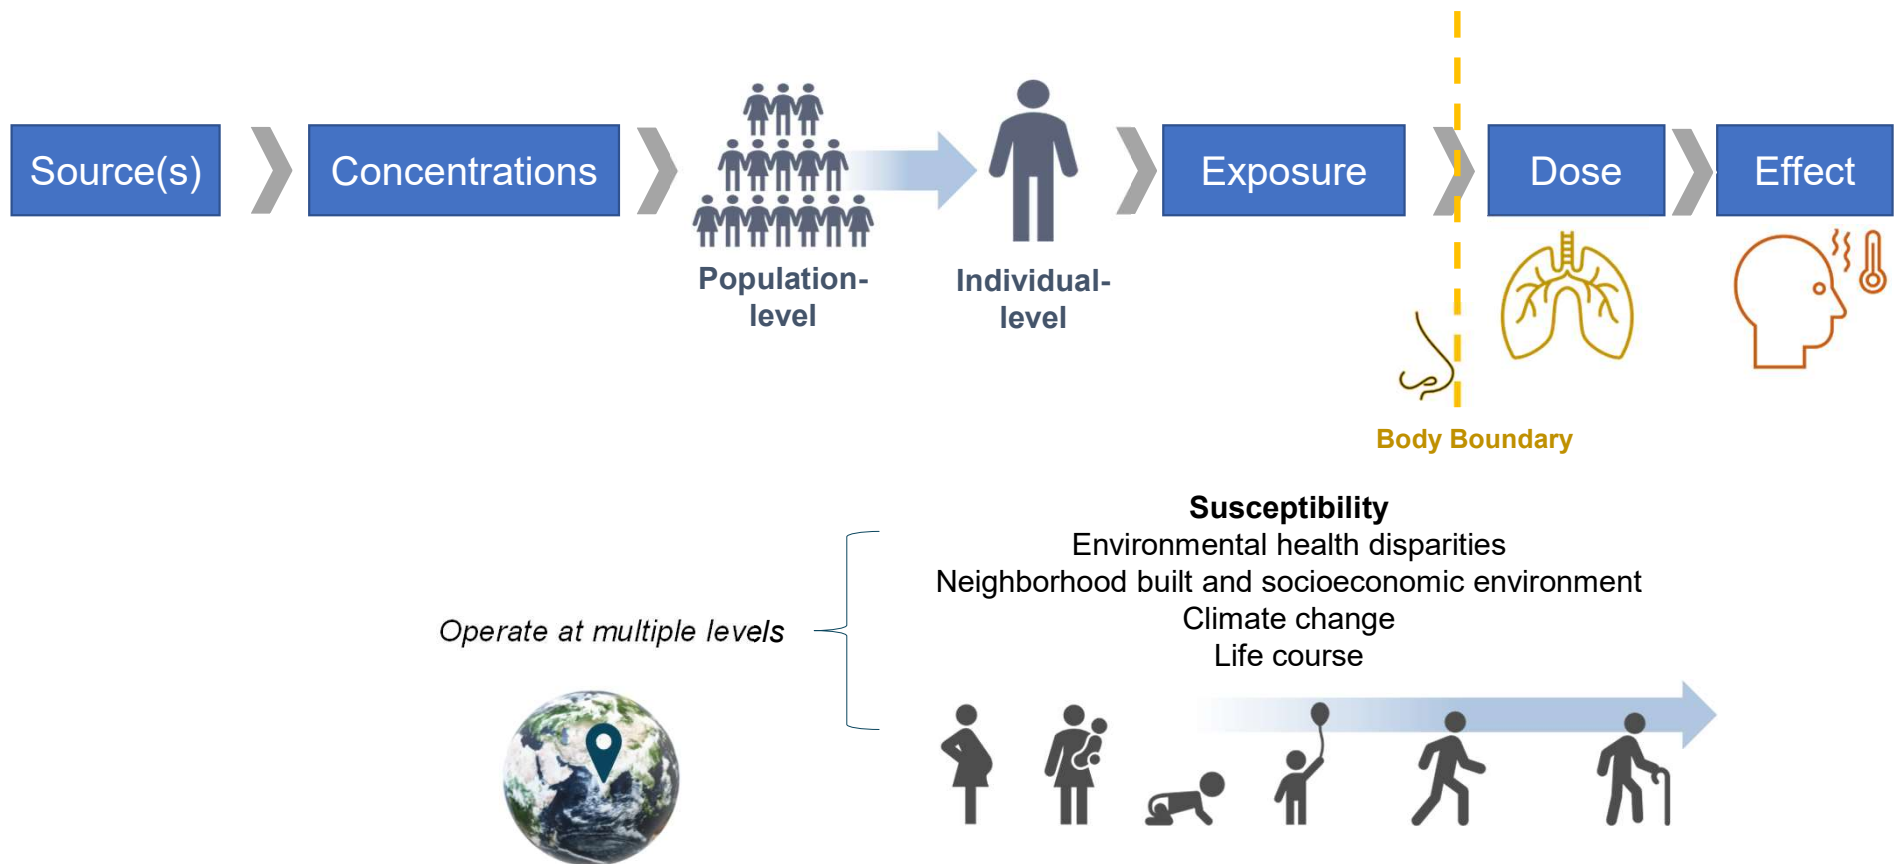 Source(s)
Concentrations
Exposure
Dose
Effect
Population-
level
Individual-
level
Body Boundary
Susceptibility
Environmental health disparities
Neighborhood built and socioeconomic environment
Climate change
Life course
Operate at multiple levels